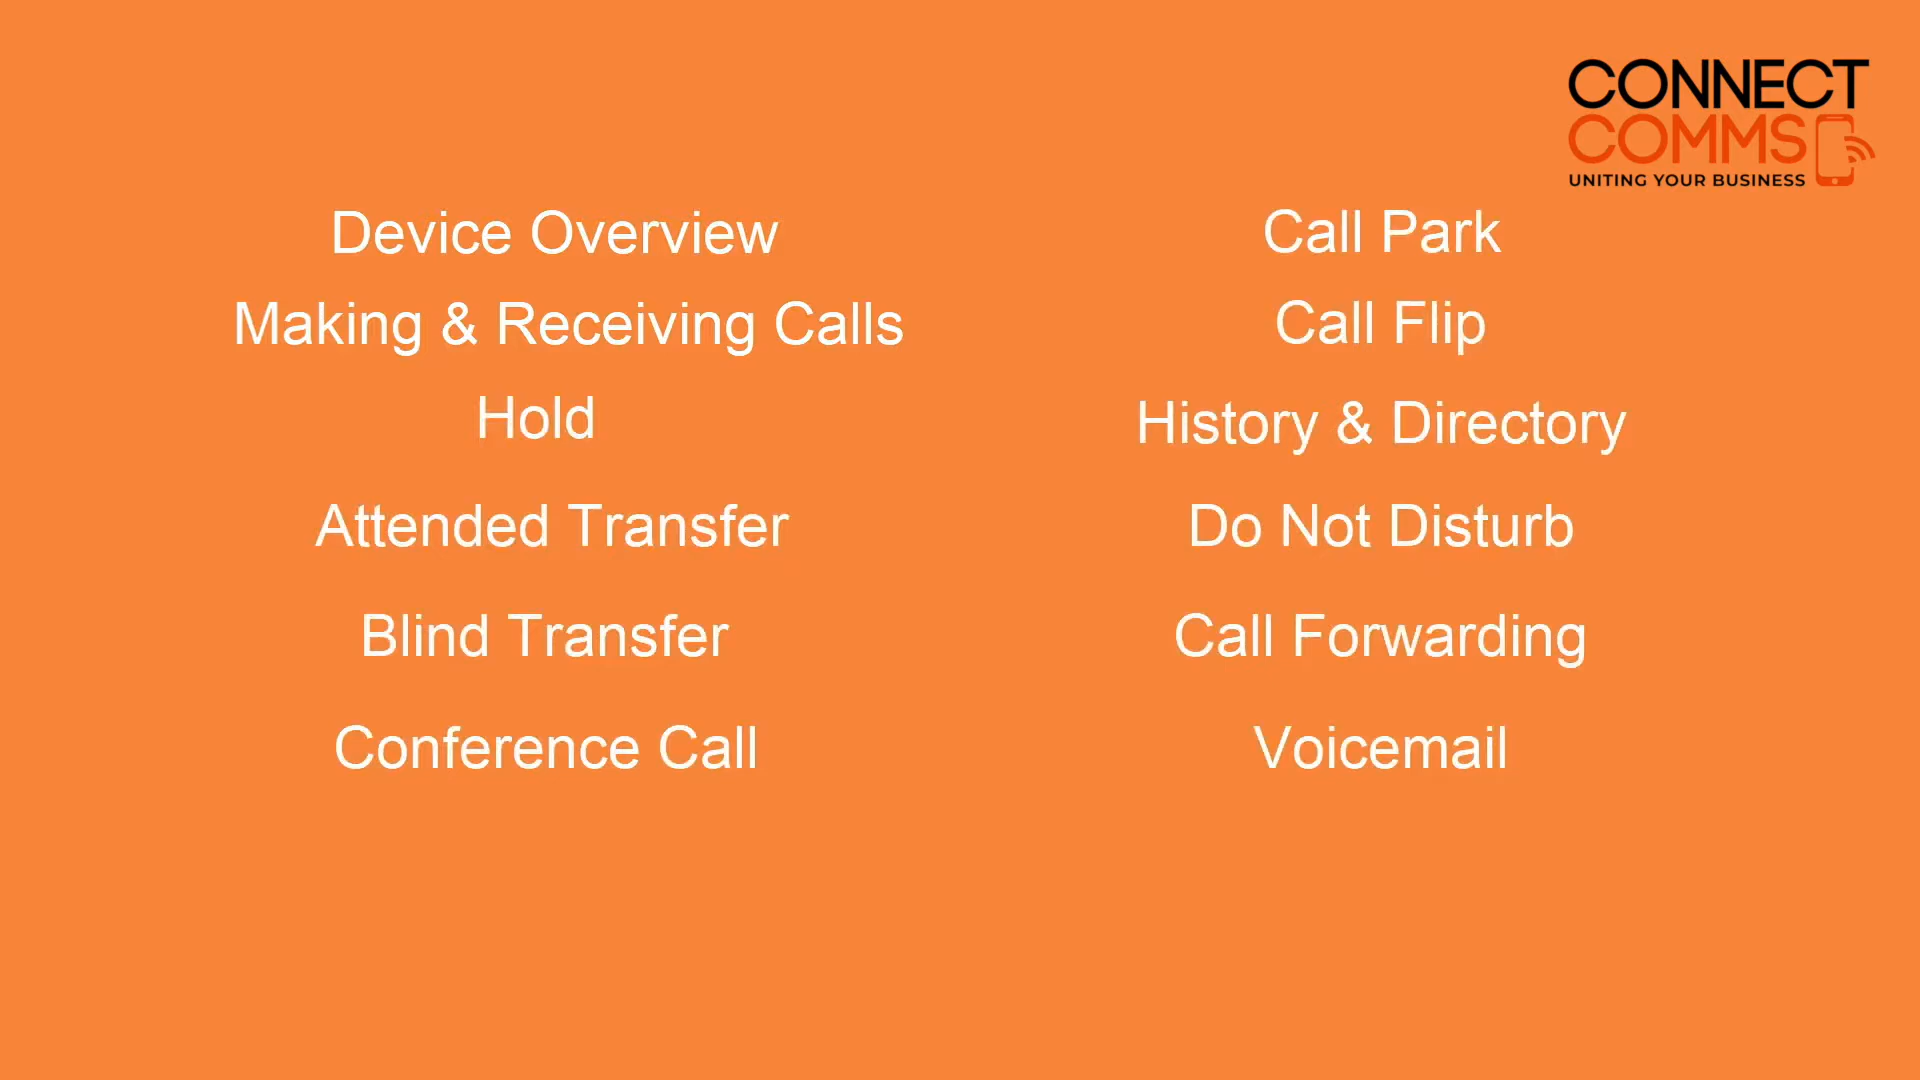 CONNECT
COMMS
UNITING YOUR BUSINESS
Device Overview
Making & Receiving Calls
Hold
Attended Transfer
Blind Transfer
Conference Call
Call Park
Call Flip
History & Directory
Do Not Disturb
Call Forwarding
Voicemail